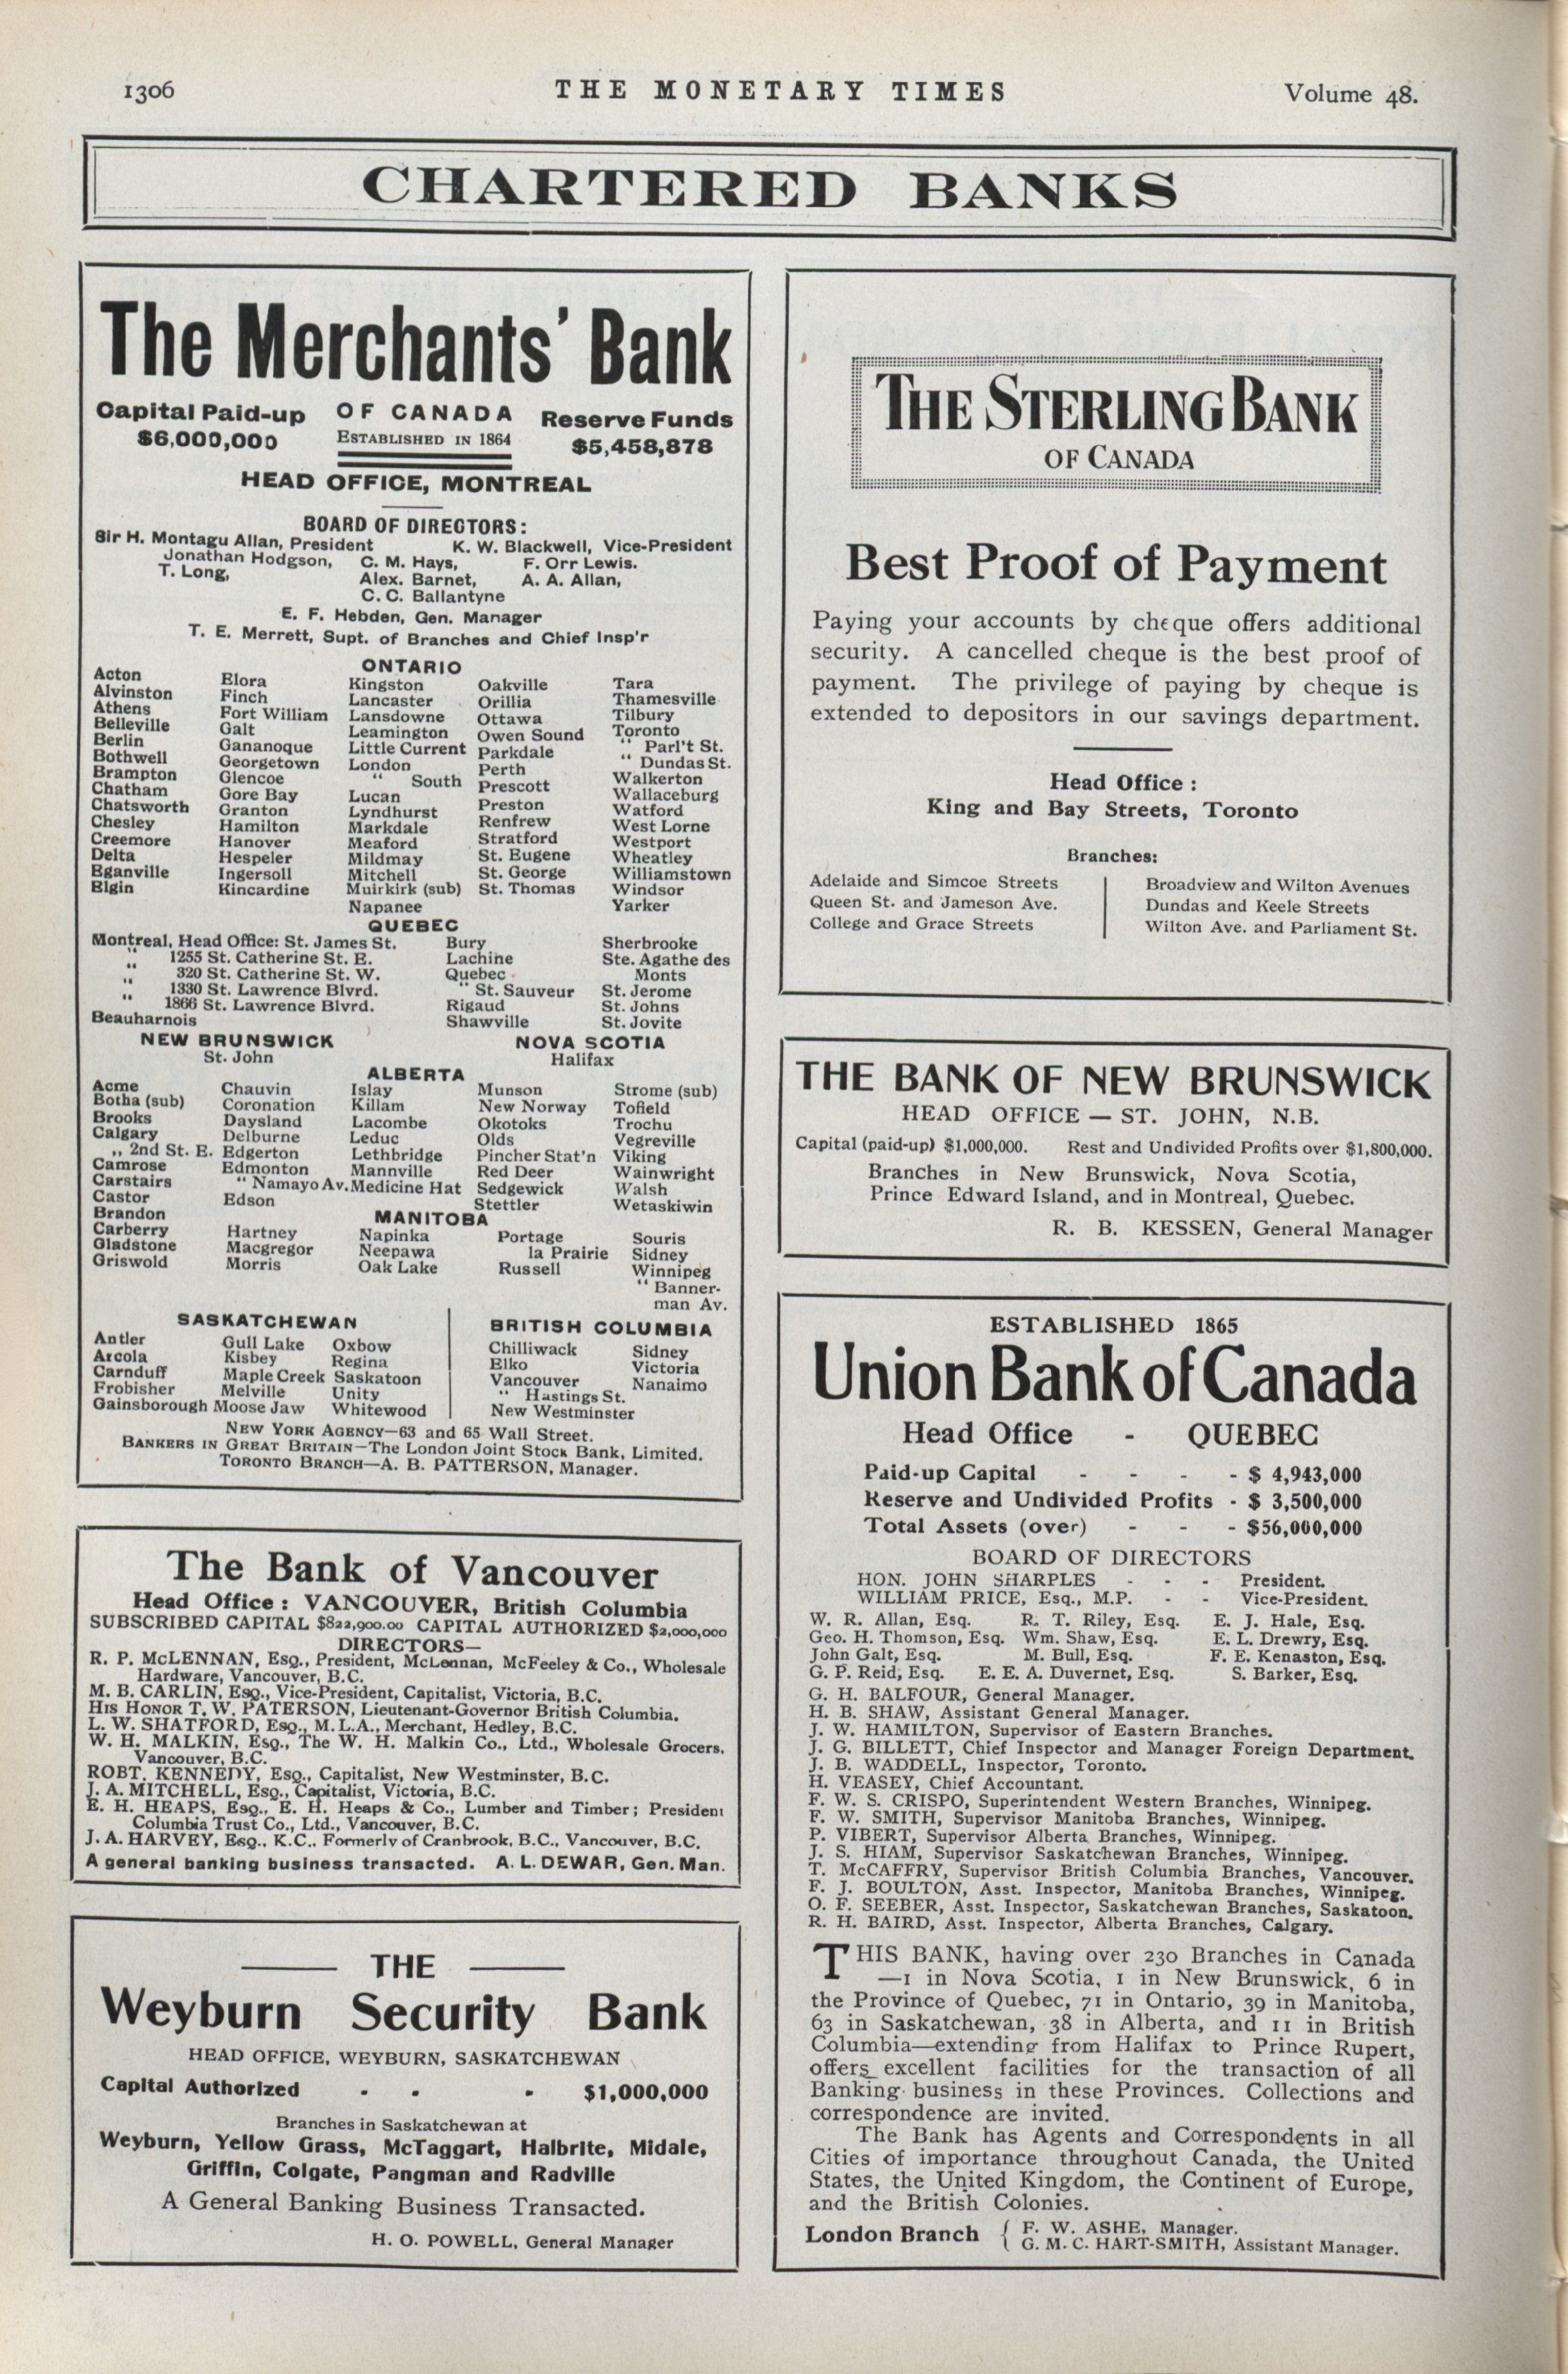 1306
THE MONETARY TIMES
Volume 48.
CHARTERED BANKS
The Merchants' Bank
Capital Paid-up OF CANADA Reserve Funds
$6,000,000 ESTABLISHED IN 1864 $5,458,878
HEAD OFFICE, MONTREAL
BOARD OF DIRECTORS:
Sir H. Montagu Allan, President K. W. Blackwell, Vice-President
Jonathan Hodgson, C. M. Hays, F. Orr Lewis.
T. Long, Alex. Barnet, A. A. Allan,
C. C. Ballantyne
E. F. Hebden, Gen. Manager
T. E. Merrett, Supt. of Branches and Chief Insp'r
ONTARIO
Acton Elora Kingston Oakville Tara
Alvinston Finch Lancaster Orillia Thamesville
Athens Fort William Lansdowne Ottawa Tilbury
Belleville Galt Leamington Owen Sound Toronto
Berlin Gananoque Little Current Parkdale " Parl't St.
Bothwell Georgetown London Perth " Dundas St.
Brampton Glencoe " South Prescott Walkerton
Chatham Gore Bay Lucan Preston Wallaceburg
Chatsworth Granton Lyndhurst Renfrew Watford
Chesley Hamilton Markdale Stratford West Lorne
Creemore Hanover Meaford St. Eugene Westport
Delta Hespeler Mildmay St. George Wheatley
Eganville Ingersoll Mitchell St. Thomas Williamstown
Elgin Kincardine Muirkirk (sub) Windsor
Napanee Yarker
QUEBEC
Montreal, Head Office: St. James St. Bury Sherbrooke
" 1255 St. Catherine St. E. Lachine Ste. Agathe des
" 320 St. Catherine St. W. Quebec Monts
" 1330 St. Lawrence Blvrd. " St. Sauveur St. Jerome
" 1866 St. Lawrence Blvrd. Rigaud St. Johns
Beauharnois Shawville St. Jovite
NEW BRUNSWICK NOVA SCOTIA
St. John Halifax
ALBERTA
Acme Chauvin Islay Munson Strome (sub)
Botha (sub) Coronation Killam New Norway Tofield
Brooks Daysland Lacombe Okotoks Trochu
Calgary Delburne Leduc Olds Vegreville
,, 2nd St. E. Edgerton Lethbridge Pincher Stat'n Viking
Camrose Edmonton Mannville Red Deer Wainwright
Carstairs " Namayo Av. Medicine Hat Sedgewick Walsh
Castor Edson Stettler Wetaskiwin
MANITOBA
Brandon
Carberry Hartney Napinka Portage Souris
Gladstone Macgregor Neepawa la Prairie Sidney
Griswold Morris Oak Lake Russell Winnipeg
" Banner-
man Av.
SASKATCHEWAN
Antler Gull Lake Oxbow
Arcola Kisbey Regina
Carnduff Maple Creek Saskatoon
Frobisher Melville Unity
Gainsborough Moose Jaw Whitewood
BRITISH COLUMBIA
Chilliwack Sidney
Elko Victoria
Vancouver Nanaimo
" Hastings St.
New Westminster
NEW YORK AGENCY—63 and 65 Wall Street.
BANKERS IN GREAT BRITAIN—The London Joint Stock Bank, Limited.
TORONTO BRANCH—A. B. PATTERSON, Manager.
The Bank of Vancouver
Head Office: VANCOUVER, British Columbia
SUBSCRIBED CAPITAL $822,900.00 CAPITAL AUTHORIZED $2,000,000
DIRECTORS—
R. P. McLENNAN, Esq., President, McLennan, McFeeley & Co., Wholesale
Hardware, Vancouver, B.C.
M. B. CARLIN, Esq., Vice-President, Capitalist, Victoria, B.C.
HIS HONOR T. W. PATERSON, Lieutenant-Governor British Columbia.
L. W. SHATFORD, Esq., M.L.A., Merchant, Hedley, B.C.
W. H. MALKIN, Esq., The W. H. Malkin Co., Ltd., Wholesale Grocers,
Vancouver, B.C.
ROBT. KENNEDY, Esq., Capitalist, New Westminster, B.C.
J. A. MITCHELL, Esq., Capitalist, Victoria, B.C.
E. H. HEAPS, Esq., E. H. Heaps & Co., Lumber and Timber; President
Columbia Trust Co., Ltd., Vancouver, B.C.
J. A. HARVEY, Esq., K.C., Formerly of Cranbrook, B.C., Vancouver, B.C.
A general banking business transacted. A. L. DEWAR, Gen. Man.
THE
Weyburn Security Bank
HEAD OFFICE, WEYBURN, SASKATCHEWAN
Capital Authorized - - - $1,000,000
Branches in Saskatchewan at
Weyburn, Yellow Grass, McTaggart, Halbrite, Midale,
Griffin, Colgate, Pangman and Radville
A General Banking Business Transacted.
H. O. POWELL, General Manager
THE STERLING BANK
OF CANADA
Best Proof of Payment
Paying your accounts by cheque offers additional
security. A cancelled cheque is the best proof of
payment. The privilege of paying by cheque is
extended to depositors in our savings department.
Head Office:
King and Bay Streets, Toronto
Branches:
Adelaide and Simcoe Streets Broadview and Wilton Avenues
Queen St. and Jameson Ave. Dundas and Keele Streets
College and Grace Streets Wilton Ave. and Parliament St.
THE BANK OF NEW BRUNSWICK
HEAD OFFICE — ST. JOHN, N.B.
Capital (paid-up) $1,000,000. Rest and Undivided Profits over $1,800,000.
Branches in New Brunswick, Nova Scotia,
Prince Edward Island, and in Montreal, Quebec.
R. B. KESSEN, General Manager
ESTABLISHED 1865
Union Bank of Canada
Head Office - QUEBEC
Paid-up Capital - - - - $ 4,943,000
Reserve and Undivided Profits - $ 3,500,000
Total Assets (over) - - - $56,000,000
BOARD OF DIRECTORS
HON. JOHN SHARPLES - - - President.
WILLIAM PRICE, Esq., M.P. - - Vice-President.
W. R. Allan, Esq. R. T. Riley, Esq. E. J. Hale, Esq.
Geo. H. Thomson, Esq. Wm. Shaw, Esq. E. L. Drewry, Esq.
John Galt, Esq. M. Bull, Esq. F. E. Kenaston, Esq.
G. P. Reid, Esq. E. E. A. Duvernet, Esq. S. Barker, Esq.
G. H. BALFOUR, General Manager.
H. B. SHAW, Assistant General Manager.
J. W. HAMILTON, Supervisor of Eastern Branches.
J. G. BILLETT, Chief Inspector and Manager Foreign Department.
J. B. WADDELL, Inspector, Toronto.
H. VEASEY, Chief Accountant.
F. W. S. CRISPO, Superintendent Western Branches, Winnipeg.
F. W. SMITH, Supervisor Manitoba Branches, Winnipeg.
P. VIBERT, Supervisor Alberta Branches, Winnipeg.
J. S. HIAM, Supervisor Saskatchewan Branches, Winnipeg.
T. McCAFFRY, Supervisor British Columbia Branches, Vancouver.
F. J. BOULTON, Asst. Inspector, Manitoba Branches, Winnipeg.
O. F. SEEBER, Asst. Inspector, Saskatchewan Branches, Saskatoon.
R. H. BAIRD, Asst. Inspector, Alberta Branches, Calgary.
THIS BANK, having over 230 Branches in Canada
—1 in Nova Scotia, 1 in New Brunswick, 6 in
the Province of Quebec, 71 in Ontario, 39 in Manitoba,
63 in Saskatchewan, 38 in Alberta, and 11 in British
Columbia—extending from Halifax to Prince Rupert,
offers excellent facilities for the transaction of all
Banking business in these Provinces. Collections and
correspondence are invited.
The Bank has Agents and Correspondents in all
Cities of importance throughout Canada, the United
States, the United Kingdom, the Continent of Europe,
and the British Colonies.
London Branch { F. W. ASHE, Manager.
G. M. C. HART-SMITH, Assistant Manager.